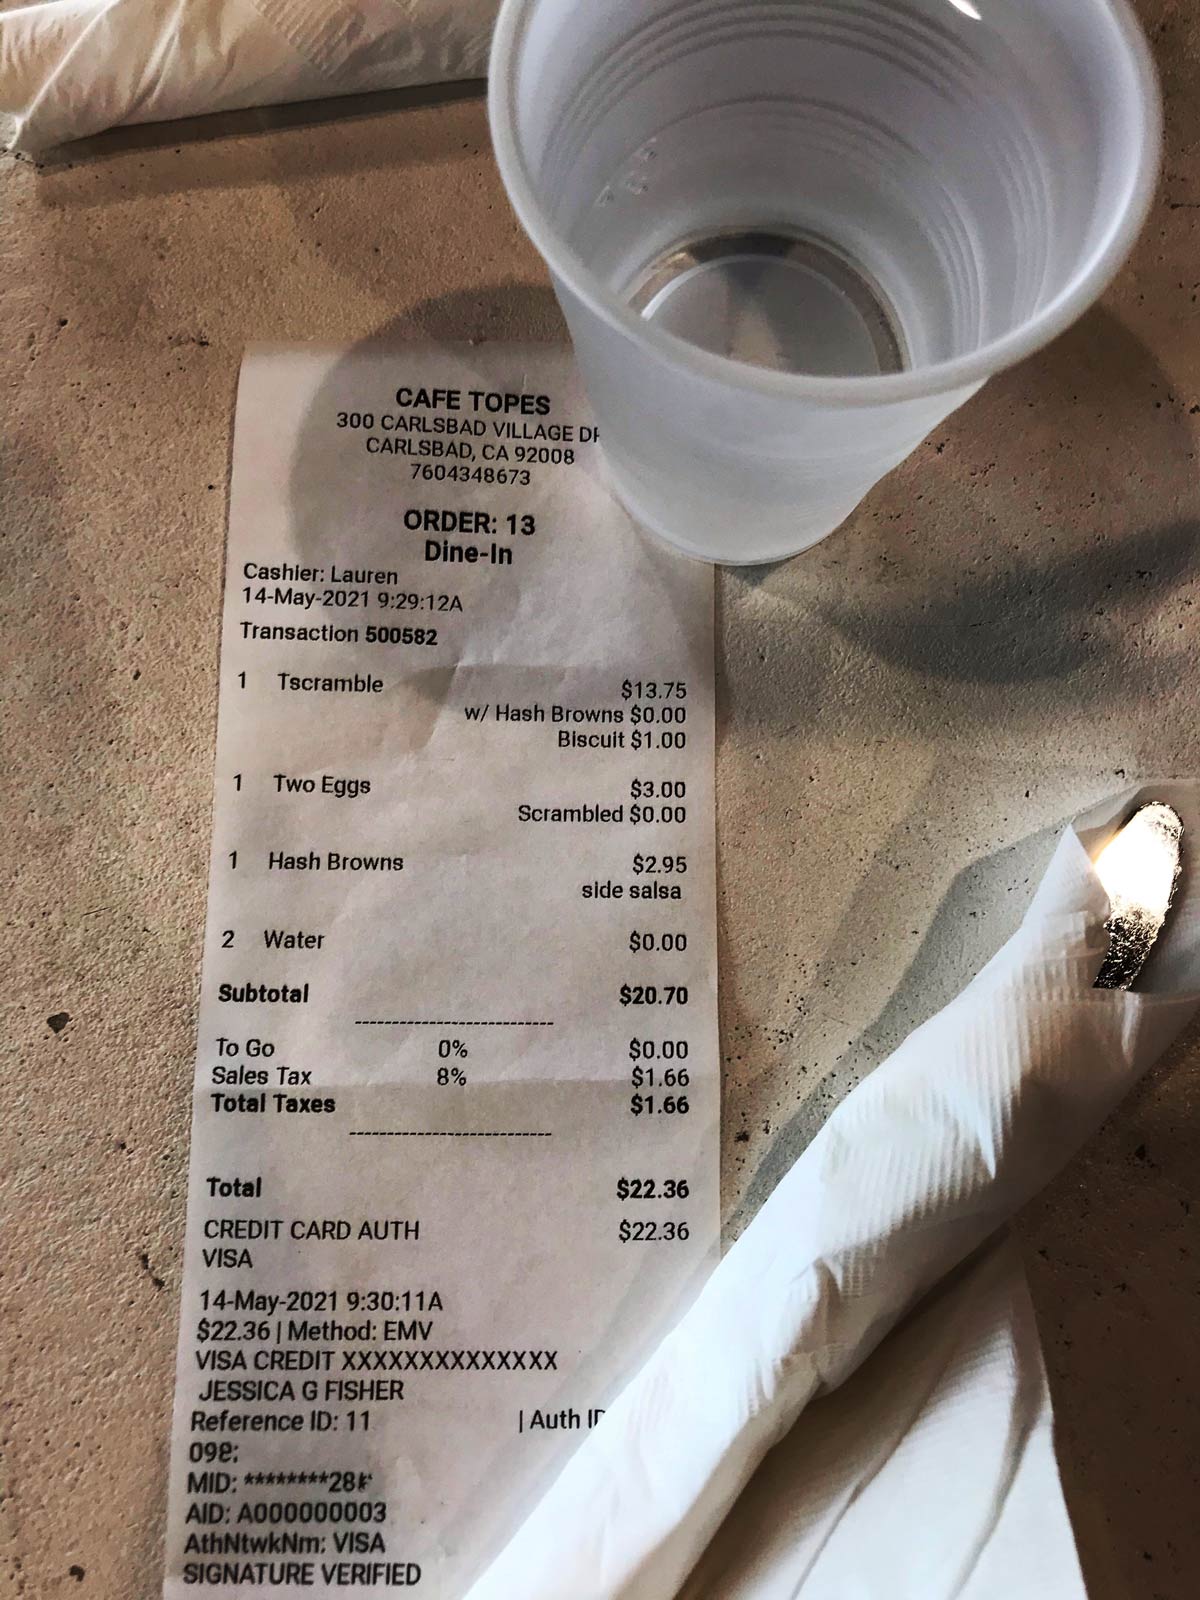 CAFE TOPES
300 CARLSBAD VILLAGE
CARLSBAD, CA 92008
7604348673
ORDER: 13
Dine-In
Cashier: Lauren
14-May-2021 9:29:12A
Transaction 500582
1 Tscramble $13.75
w/ Hash Browns $0.00
Biscuit $1.00
1 Two Eggs $3.00
Scrambled $0.00
1 Hash Browns $2.95
side salsa
2 Water $0.00
Subtotal $20.70
To Go 0% $0.00
Sales Tax 8% $1.66
Total Taxes $1.66
Total $22.36
CREDIT CARD AUTH $22.36
VISA
14-May-2021 9:30:11A
$22.36 | Method: EMV
VISA CREDIT XXXXXXXXXXXXXX
JESSICA G FISHER
Reference ID: 11 | Auth
MID:
AID: A000000003
AthNtwkNm: VISA
SIGNATURE VERIFIED